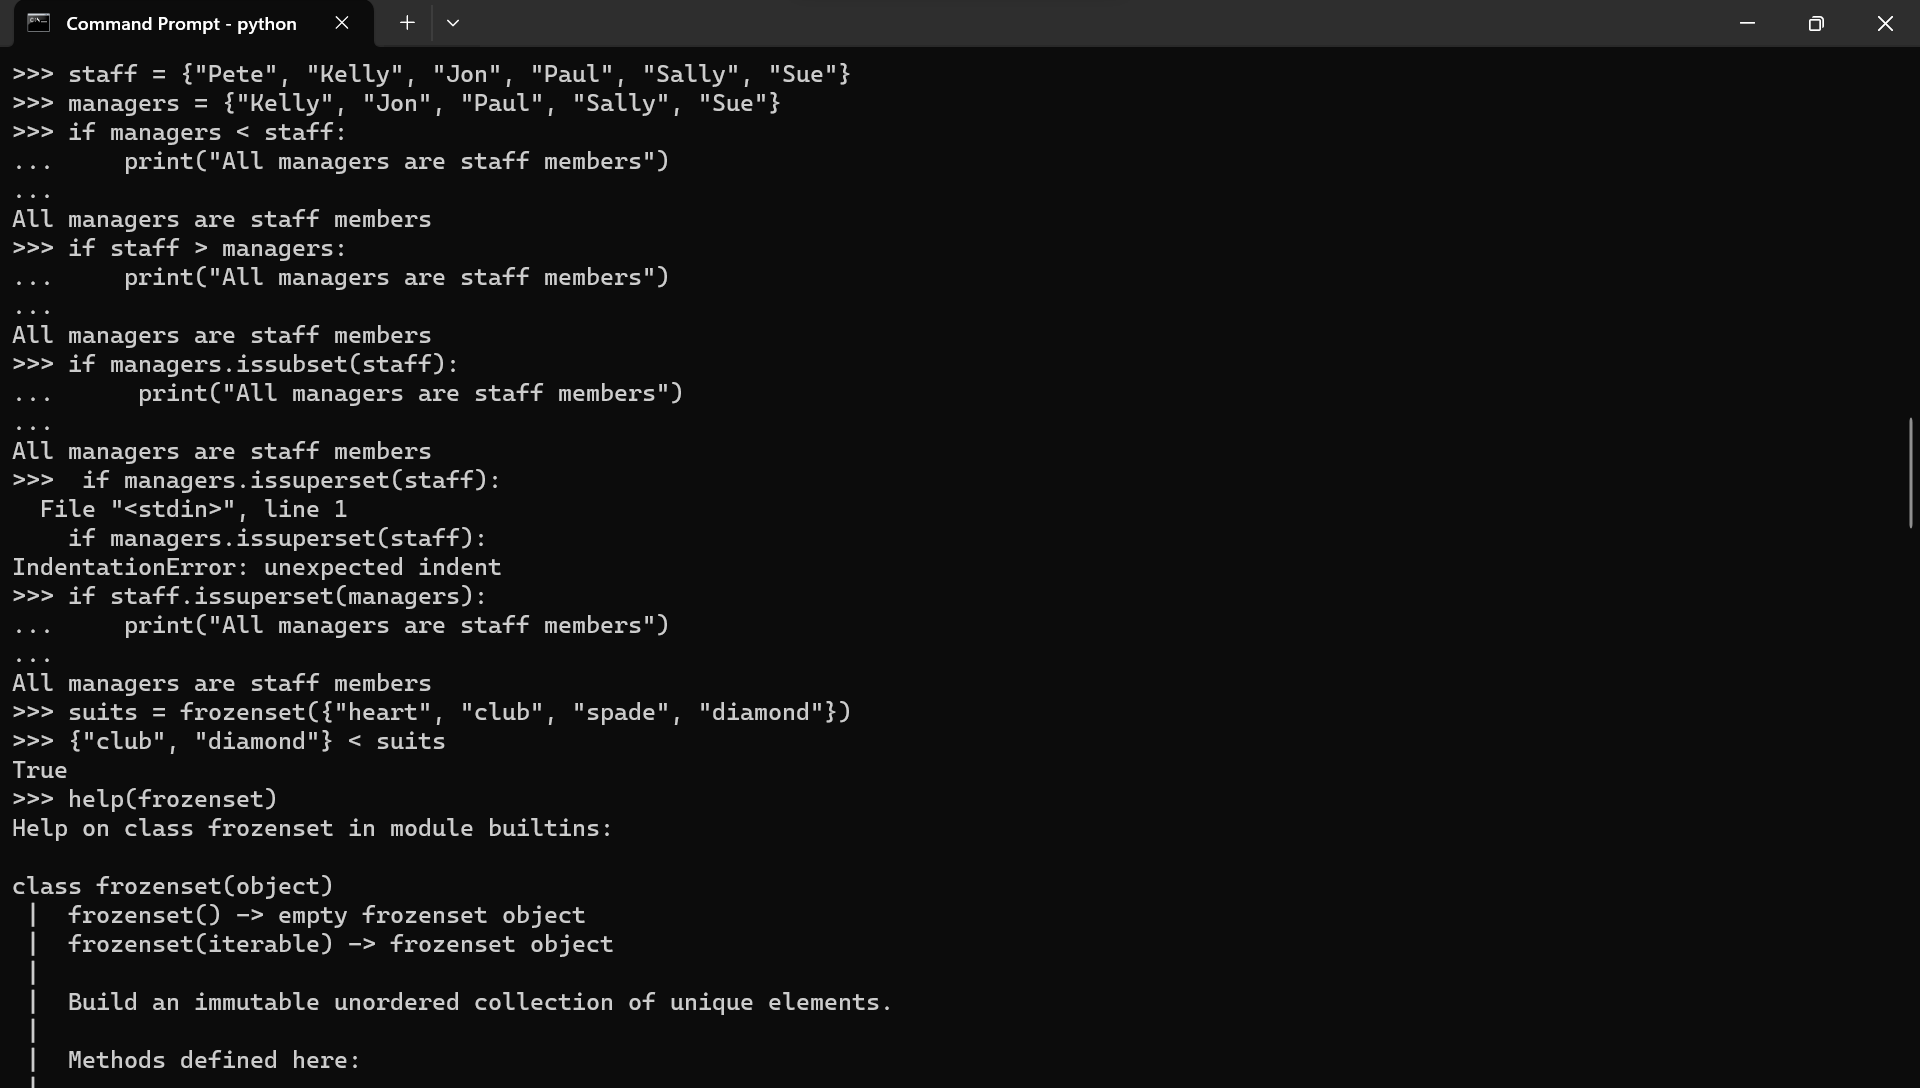 Command Prompt - python
>>> staff = {"Pete", "Kelly", "Jon", "Paul", "Sally", "Sue"}
>>> managers = {"Kelly", "Jon", "Paul", "Sally", "Sue"}
>>> if managers < staff:
...     print("All managers are staff members")
...
All managers are staff members
>>> if staff > managers:
...     print("All managers are staff members")
...
All managers are staff members
>>> if managers.issubset(staff):
...      print("All managers are staff members")
...
All managers are staff members
>>>  if managers.issuperset(staff):
  File "<stdin>", line 1
    if managers.issuperset(staff):
IndentationError: unexpected indent
>>> if staff.issuperset(managers):
...     print("All managers are staff members")
...
All managers are staff members
>>> suits = frozenset({"heart", "club", "spade", "diamond"})
>>> {"club", "diamond"} < suits
True
>>> help(frozenset)
Help on class frozenset in module builtins:

class frozenset(object)
 |  frozenset() -> empty frozenset object
 |  frozenset(iterable) -> frozenset object
 |
 |  Build an immutable unordered collection of unique elements.
 |
 |  Methods defined here:
 |